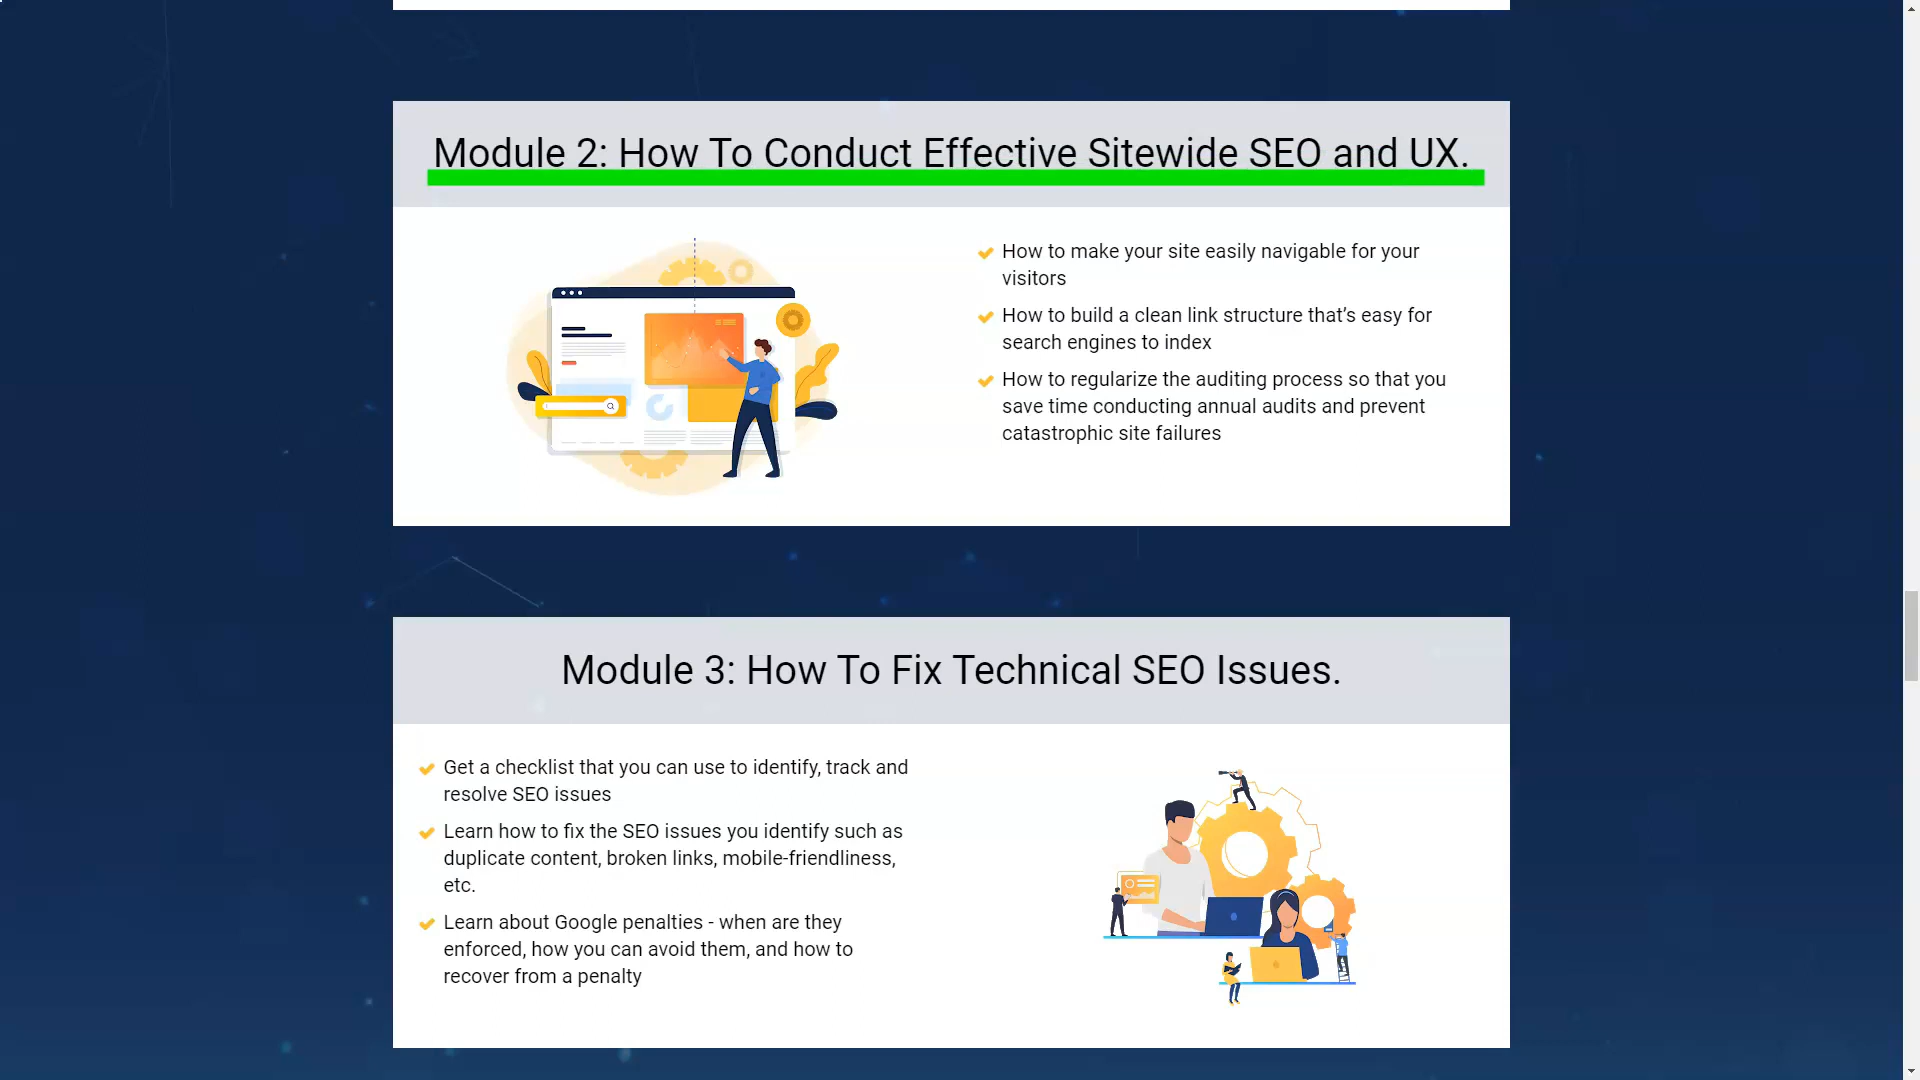 Module 2: How To Conduct Effective Sitewide SEO and UX.
How to make your site easily navigable for your
visitors
How to build a clean link structure that’s easy for
search engines to index
How to regularize the auditing process so that you
save time conducting annual audits and prevent
catastrophic site failures
Module 3: How To Fix Technical SEO Issues.
Get a checklist that you can use to identify, track and
resolve SEO issues
Learn how to fix the SEO issues you identify such as
duplicate content, broken links, mobile-friendliness,
etc.
Learn about Google penalties - when are they
enforced, how you can avoid them, and how to
recover from a penalty